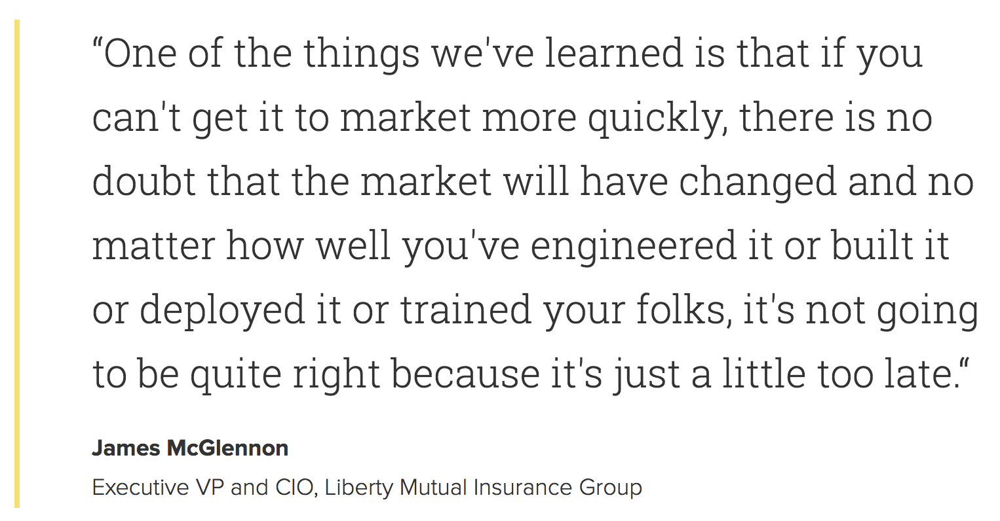 “One of the things we've learned is that if you
can't get it to market more quickly, there is no
doubt that the market will have changed and no
matter how well you've engineered it or built it
or deployed it or trained your folks, it's not going
to be quite right because it's just a little too late.“
James McGlennon
Executive VP and CIO, Liberty Mutual Insurance Group